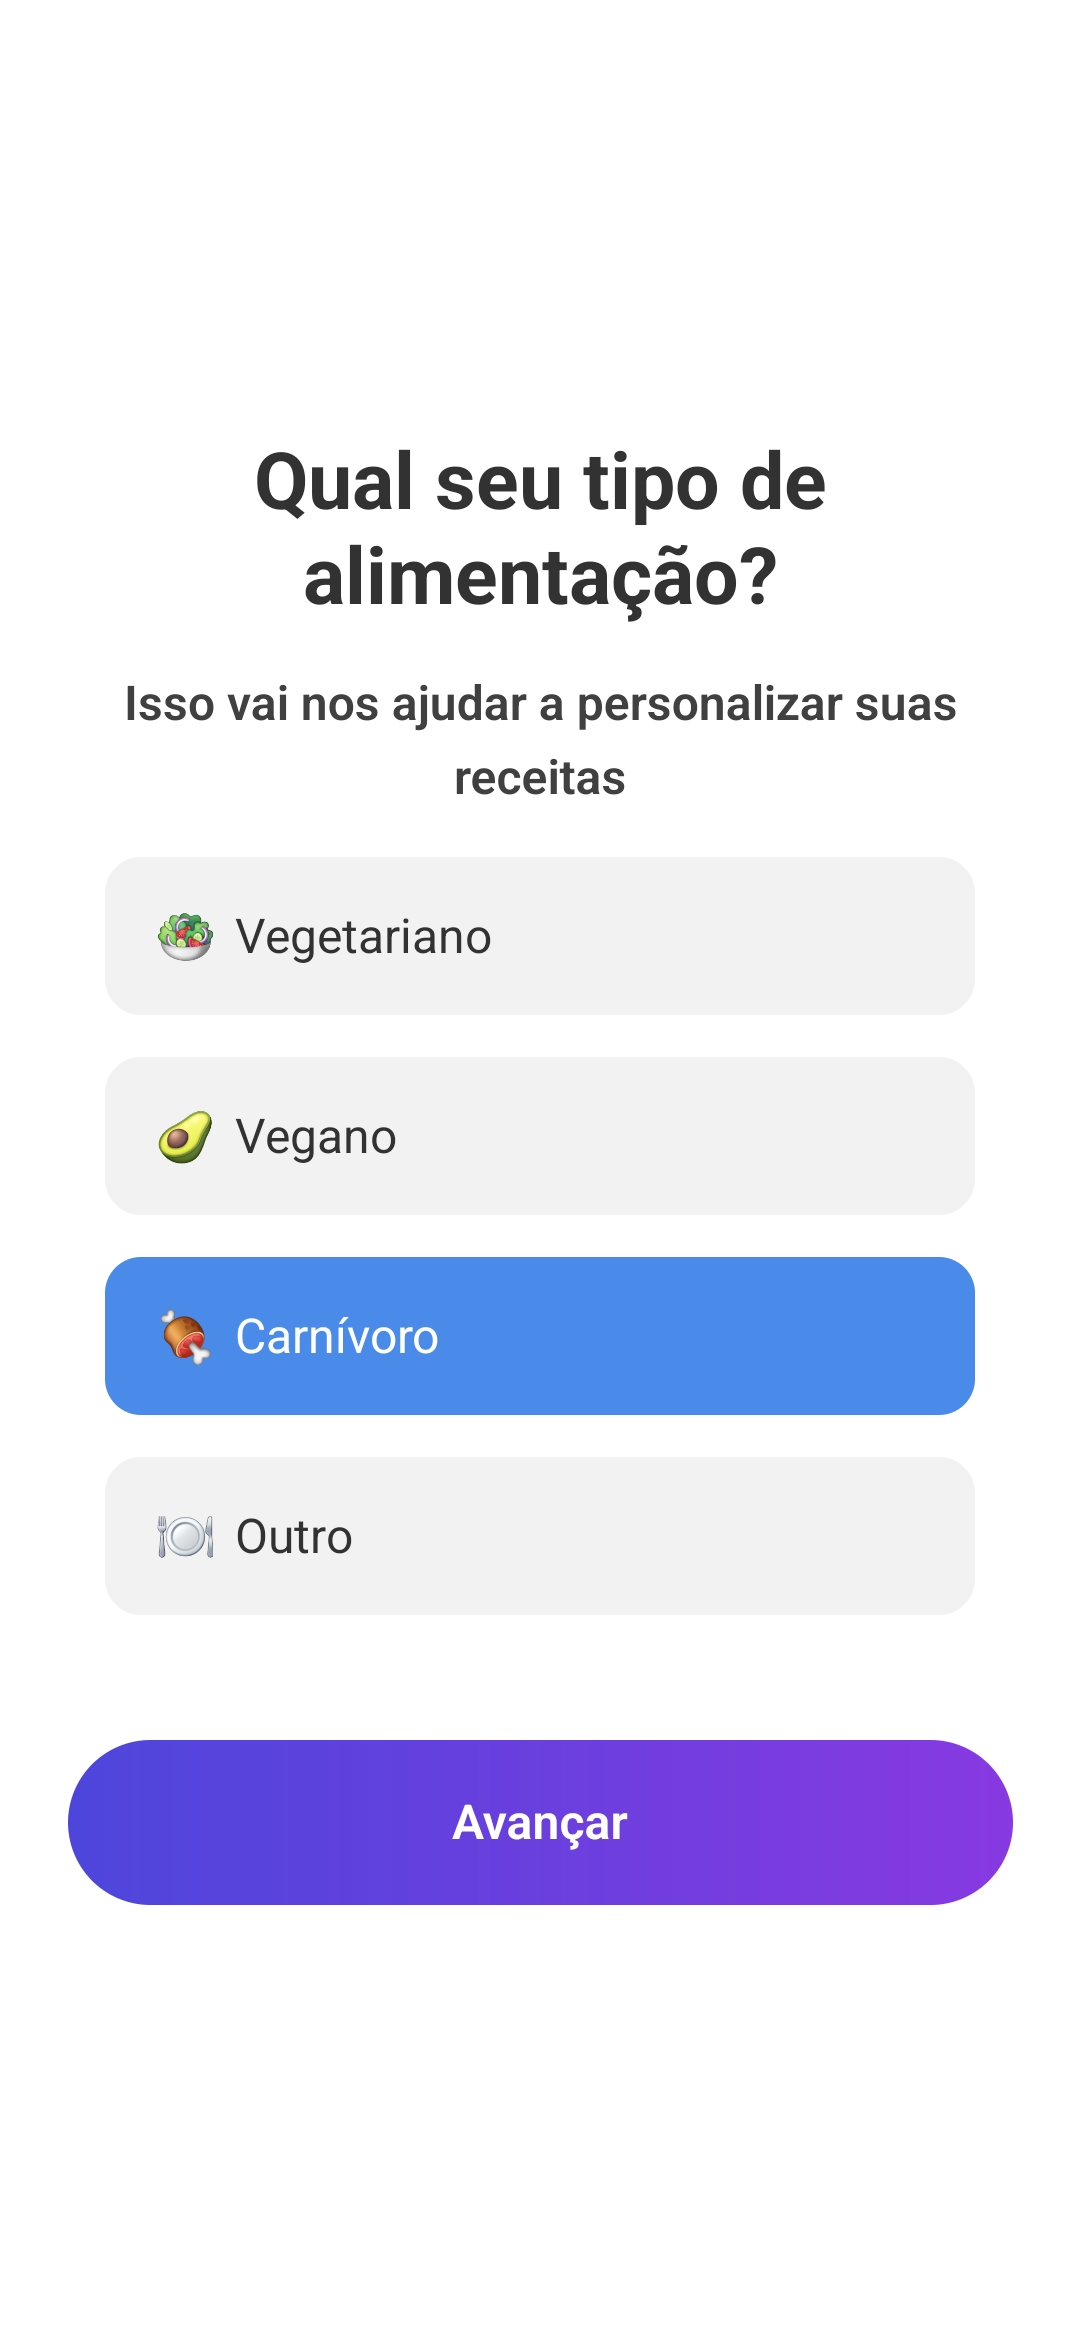 Qual seu tipo de
alimentação?
Isso vai nos ajudar a personalizar suas
receitas
Vegetariano
Vegano
Carnívoro
Outro
Avançar